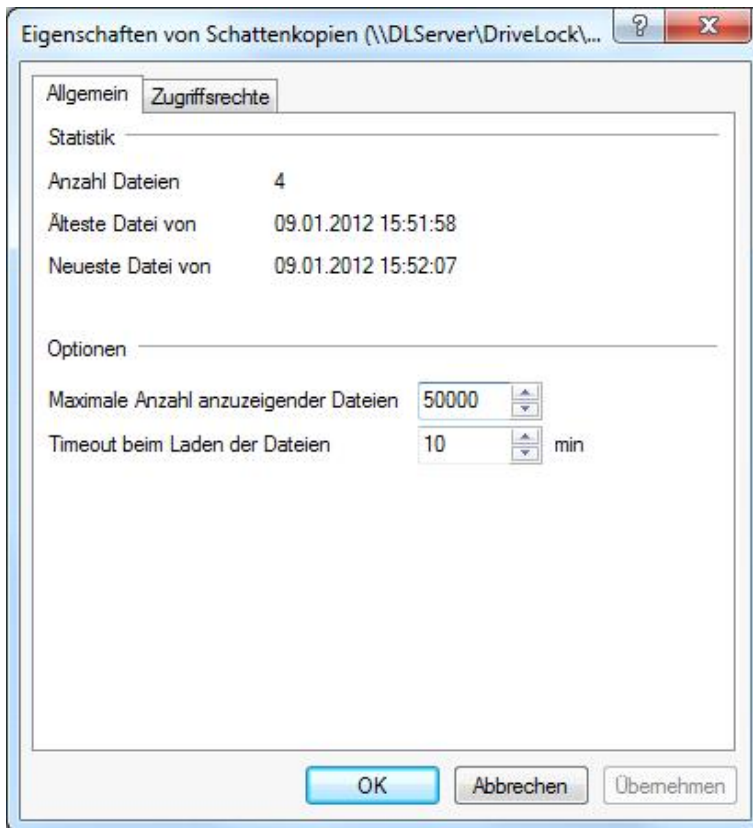 Eigenschaften von Schattenkopien (\\DLServer\DriveLock\...
Allgemein Zugriffsrechte
Statistik
Anzahl Dateien 4
Älteste Datei von 09.01.2012 15:51:58
Neueste Datei von 09.01.2012 15:52:07
Optionen
Maximale Anzahl anzuzeigender Dateien 50000
Timeout beim Laden der Dateien 10 min
OK Abbrechen Übernehmen